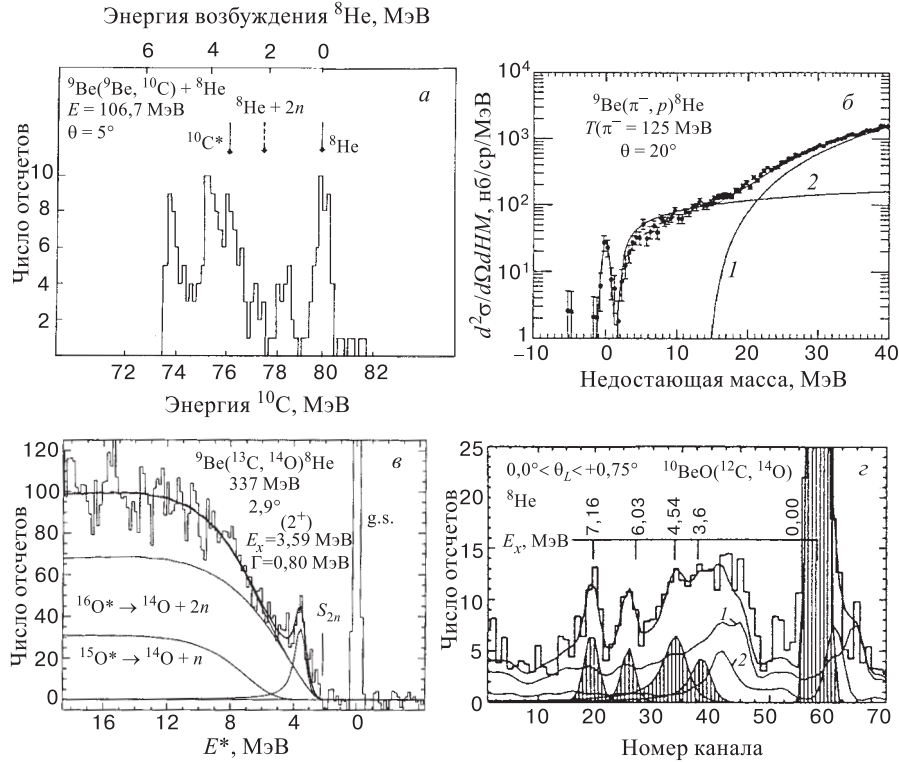 Энергия возбуждения ⁸He, МэВ
6 4 2 0
⁹Be(⁹Be, ¹⁰C) + ⁸He
E = 106,7 МэВ
θ = 5°
а
⁸He + 2n
¹⁰C*
⁸He
Число отсчетов
10
8
6
4
2
72 74 76 78 80 82
Энергия ¹⁰C, МэВ
⁹Be(π⁻, p)⁸He
T(π⁻ = 125 МэВ
θ = 20°
б
d²σ/dΩdHM, нб/ср/МэВ
10⁴
10³
10²
10¹
1
2
1
−10 0 10 20 30 40
Недостающая масса, МэВ
⁹Be(¹³C, ¹⁴O)⁸He
337 МэВ
2,9°
(2⁺)
Eₓ=3,59 МэВ
Γ=0,80 МэВ
в
g.s.
S₂ₙ
¹⁶O* → ¹⁴O + 2n
¹⁵O* → ¹⁴O + n
Число отсчетов
120
100
80
60
40
20
0
16 12 8 4 0
E*, МэВ
0,0° < θL < +0,75°
¹⁰BeO(¹²C, ¹⁴O)
г
⁸He
Eₓ, МэВ
7,16
6,03
4,54
3,6
0,00
1
2
Число отсчетов
25
20
15
10
5
0
10 20 30 40 50 60 70
Номер канала